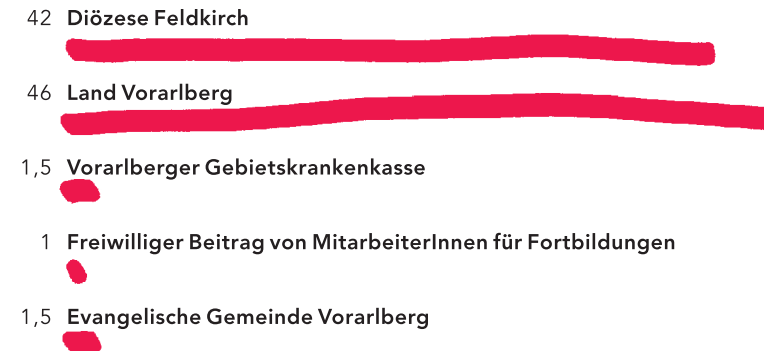 42 Diözese Feldkirch
46 Land Vorarlberg
1,5 Vorarlberger Gebietskrankenkasse
1 Freiwilliger Beitrag von MitarbeiterInnen für Fortbildungen
1,5 Evangelische Gemeinde Vorarlberg